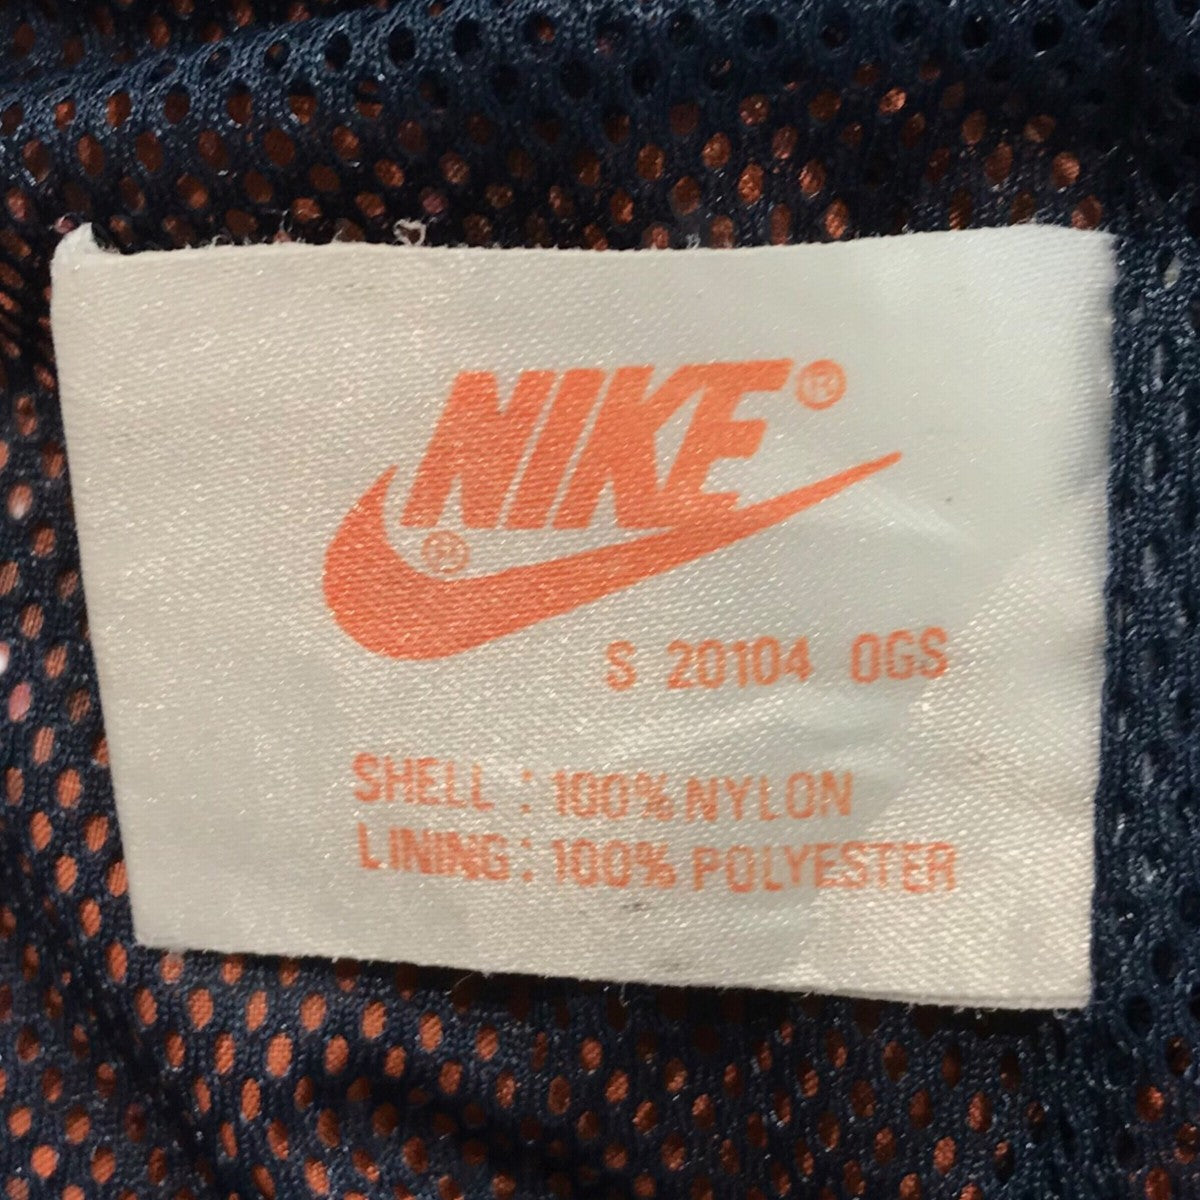 NIKE®
®
S 20104 OGS
SHELL : 100% NYLON
LINING : 100% POLYESTER